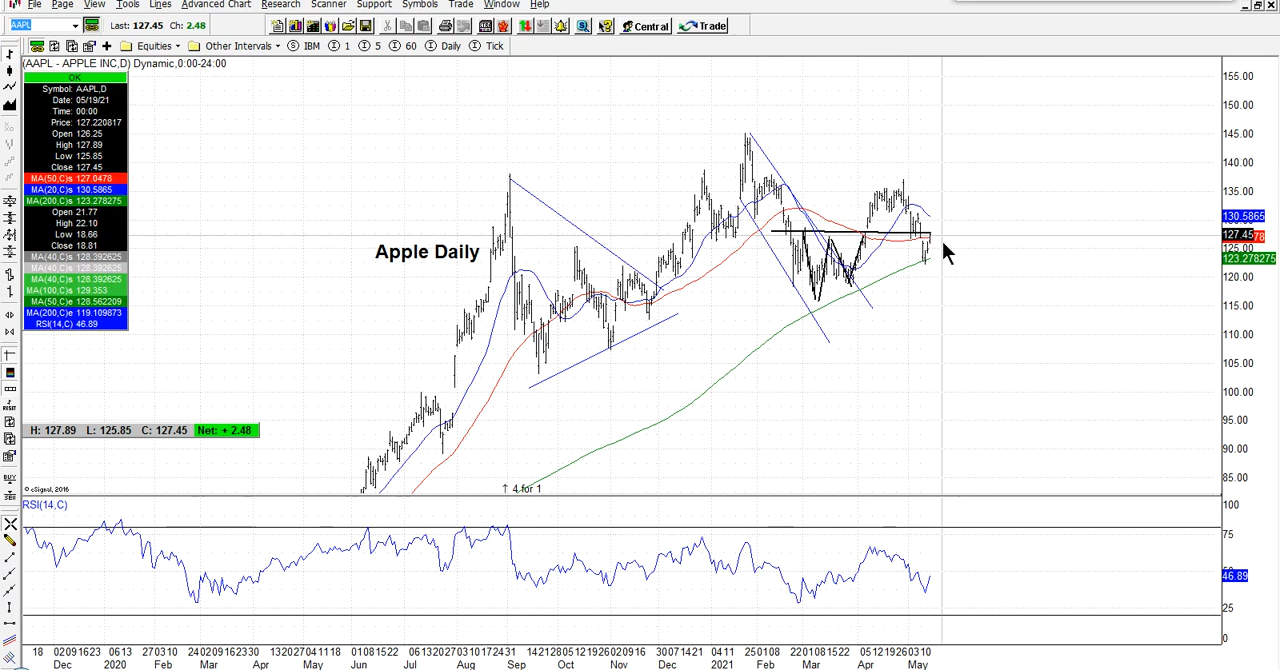 File Page View Tools Lines Advanced Chart Research Scanner Support Symbols Trade Window Help
AAPL Last: 127.45 Ch: 2.48 Central Trade
Equities Other Intervals IBM 1 5 60 Daily Tick
(AAPL - APPLE INC,D) Dynamic,0:00-24:00
OK
Symbol: AAPL,D
Date: 05/19/21
Time: 00:00
Price: 127.220817
Open 126.25
High 127.89
Low 125.85
Close 127.45
MA(50,C)s 127.0478
MA(20,C)s 130.5865
MA(200,C)s 123.278275
Open 21.77
High 22.10
Low 18.66
Close 18.81
MA(40,C)s 128.392625
MA(40,C)s 128.392625
MA(40,C)s 128.392625
MA(100,C)s 129.353
MA(50,C)e 128.562209
MA(200,C)e 119.109873
RSI(14,C) 46.89
155.00
150.00
145.00
140.00
135.00
130.5865
127.45 78
125.00
123.278275
120.00
115.00
110.00
105.00
100.00
95.00
90.00
85.00
Apple Daily
H: 127.89 L: 125.85 C: 127.45 Net: + 2.48
© eSignal, 2016
↑ 4 for 1
RSI(14,C)
100
75
46.89
25
0
Dec 2020 Feb Mar Apr May Jun Jul Aug Sep Oct Nov Dec 2021 Feb Mar Apr May